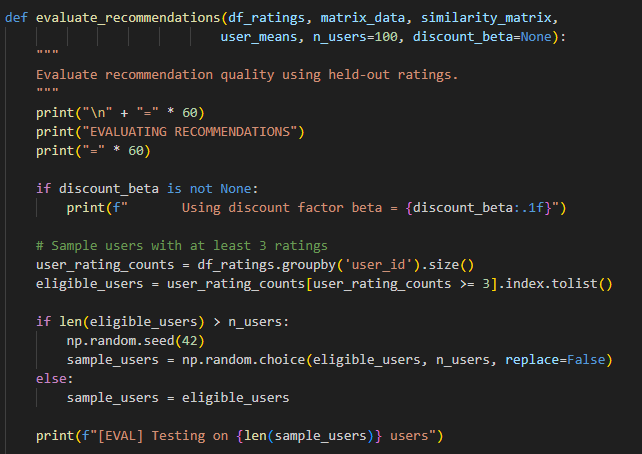 def evaluate_recommendations(df_ratings, matrix_data, similarity_matrix,
                            user_means, n_users=100, discount_beta=None):
    """
    Evaluate recommendation quality using held-out ratings.
    """
    print("\n" + "=" * 60)
    print("EVALUATING RECOMMENDATIONS")
    print("=" * 60)

    if discount_beta is not None:
        print(f"       Using discount factor beta = {discount_beta:.1f}")

    # Sample users with at least 3 ratings
    user_rating_counts = df_ratings.groupby('user_id').size()
    eligible_users = user_rating_counts[user_rating_counts >= 3].index.tolist()

    if len(eligible_users) > n_users:
        np.random.seed(42)
        sample_users = np.random.choice(eligible_users, n_users, replace=False)
    else:
        sample_users = eligible_users

    print(f"[EVAL] Testing on {len(sample_users)} users")